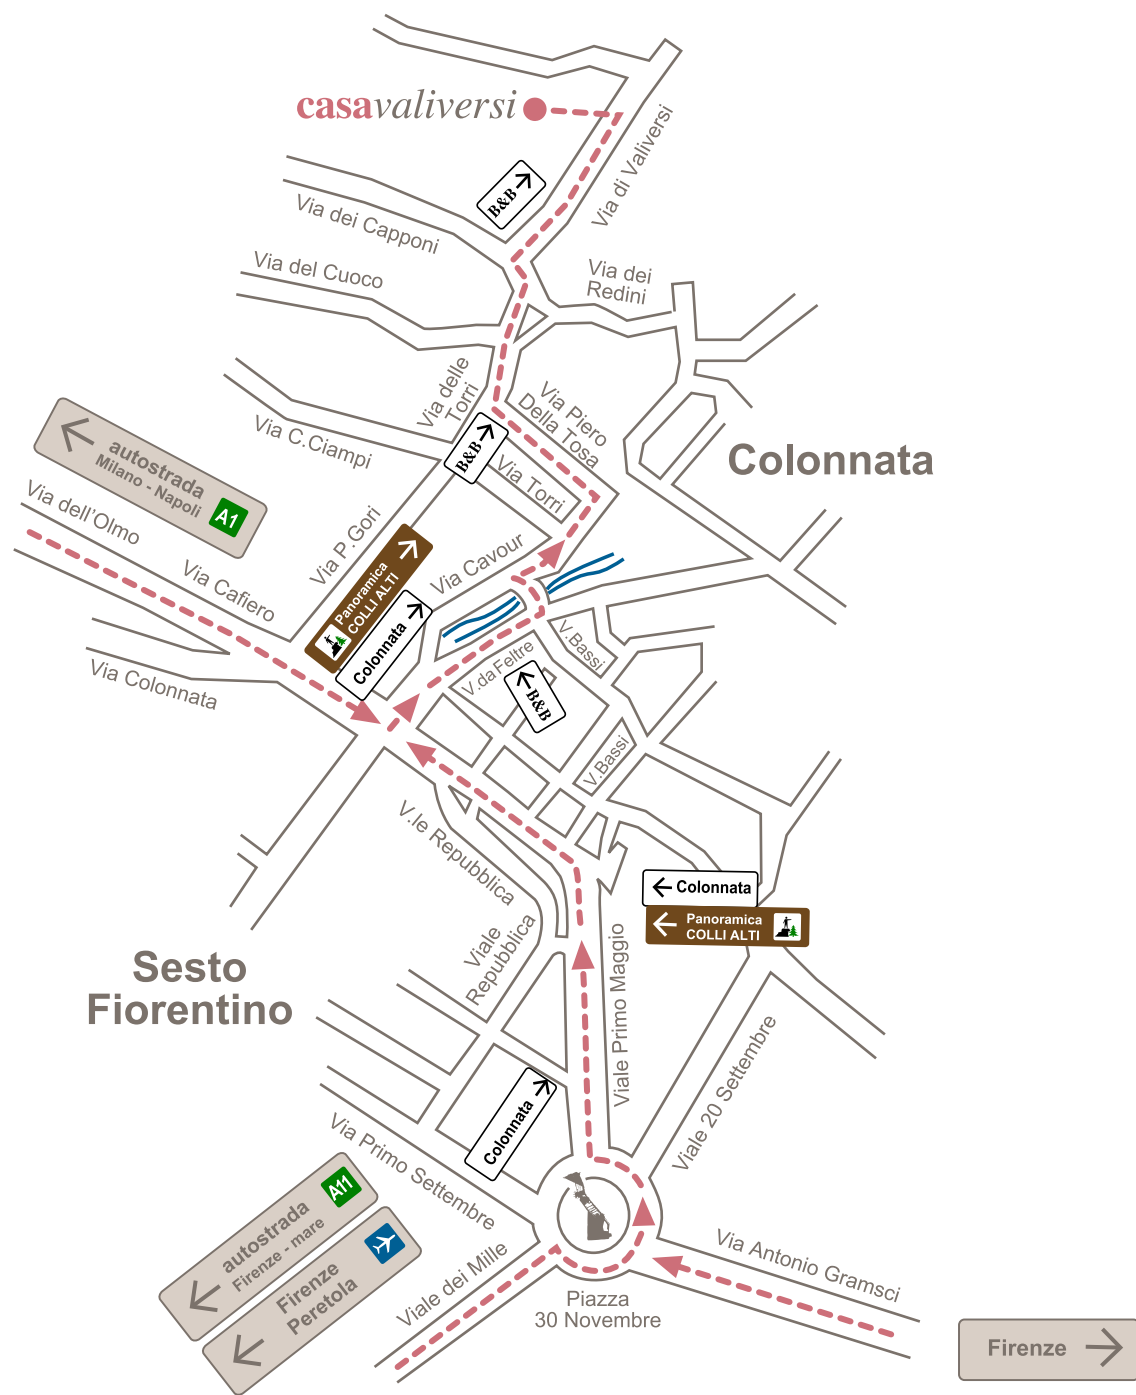 casavaliversi
Via di Valiversi
B&B
Via dei Capponi
Via del Cuoco
Via dei
Redini
Via delle
Torri
Via Piero
Della Tosa
Via C.Ciampi
B&B
Via Torri
Colonnata
autostrada
Milano - Napoli
A1
Via dell'Olmo
Via Cafiero
Via P.Gori
Panoramica
COLLI ALTI
Via Cavour
Colonnata
Via Colonnata
V.da Feltre
V.Bassi
B&B
V.Bassi
V.le Repubblica
Colonnata
Panoramica
COLLI ALTI
Viale
Repubblica
Sesto
Fiorentino
Viale Primo Maggio
Viale 20 Settembre
Colonnata
Via Primo Settembre
autostrada
Firenze - mare
A11
Firenze
Peretola
Viale dei Mille
Via Antonio Gramsci
Piazza
30 Novembre
Firenze